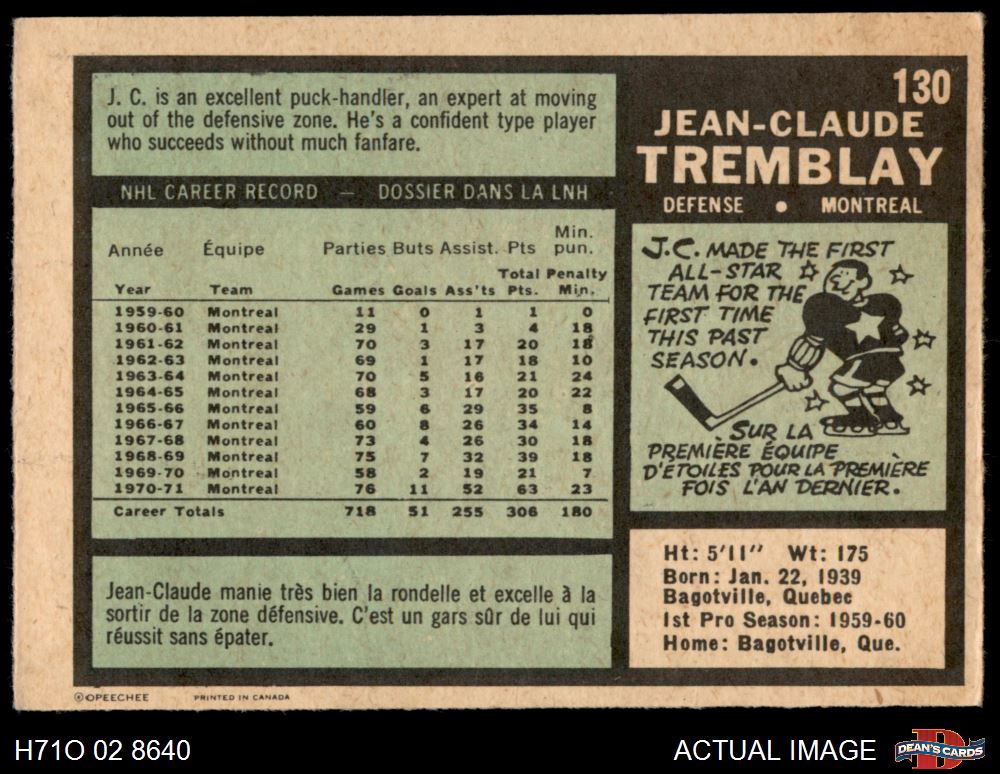 130
JEAN-CLAUDE
TREMBLAY
DEFENSE • MONTREAL
J. C. is an excellent puck-handler, an expert at moving
out of the defensive zone. He's a confident type player
who succeeds without much fanfare.
NHL CAREER RECORD — DOSSIER DANS LA LNH
Min.
Année Équipe Parties Buts Assist. Pts pun.
Total Penalty
Year Team Games Goals Ass'ts Pts. Min.
1959-60 Montreal 11 0 1 1 0
1960-61 Montreal 29 1 3 4 18
1961-62 Montreal 70 3 17 20 18
1962-63 Montreal 69 1 17 18 10
1963-64 Montreal 70 5 16 21 24
1964-65 Montreal 68 3 17 20 22
1965-66 Montreal 59 6 29 35 8
1966-67 Montreal 60 8 26 34 14
1967-68 Montreal 73 4 26 30 18
1968-69 Montreal 75 7 32 39 18
1969-70 Montreal 58 2 19 21 7
1970-71 Montreal 76 11 52 63 23
Career Totals 718 51 255 306 180
Jean-Claude manie très bien la rondelle et excelle à la
sortir de la zone défensive. C'est un gars sûr de lui qui
réussit sans épater.
J.C. MADE THE FIRST
ALL-STAR
TEAM FOR THE
FIRST TIME
THIS PAST
SEASON.
SUR LA
PREMIÈRE ÉQUIPE
D'ÉTOILES POUR LA PREMIÈRE
FOIS L'AN DERNIER.
Ht: 5'11" Wt: 175
Born: Jan. 22, 1939
Bagotville, Quebec
1st Pro Season: 1959-60
Home: Bagotville, Que.
©OPEECHEE PRINTED IN CANADA
H71O 02 8640 ACTUAL IMAGE
D
DEAN'S CARDS